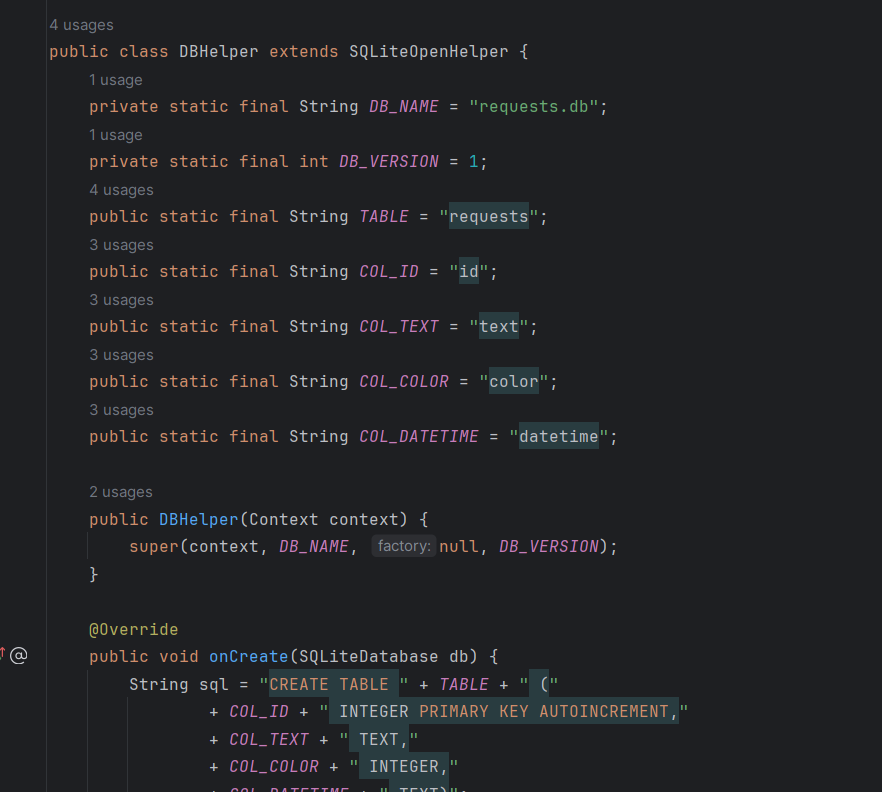 4 usages
public class DBHelper extends SQLiteOpenHelper {
1 usage
private static final String DB_NAME = "requests.db";
1 usage
private static final int DB_VERSION = 1;
4 usages
public static final String TABLE = "requests";
3 usages
public static final String COL_ID = "id";
3 usages
public static final String COL_TEXT = "text";
3 usages
public static final String COL_COLOR = "color";
3 usages
public static final String COL_DATETIME = "datetime";
2 usages
public DBHelper(Context context) {
super(context, DB_NAME, factory: null, DB_VERSION);
}
@Override
@ public void onCreate(SQLiteDatabase db) {
String sql = "CREATE TABLE " + TABLE + " ("
+ COL_ID + " INTEGER PRIMARY KEY AUTOINCREMENT,"
+ COL_TEXT + " TEXT,"
+ COL_COLOR + " INTEGER,"
+ COL_DATETIME + " TEXT)";